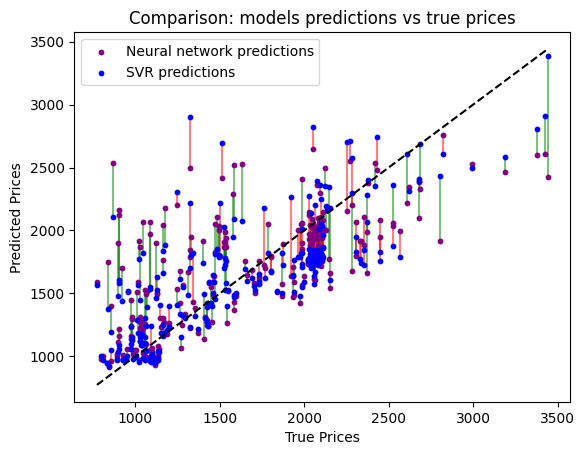 Comparison: models predictions vs true prices
Neural network predictions
SVR predictions
3500
3000
2500
2000
1500
1000
Predicted Prices
1000 1500 2000 2500 3000 3500
True Prices